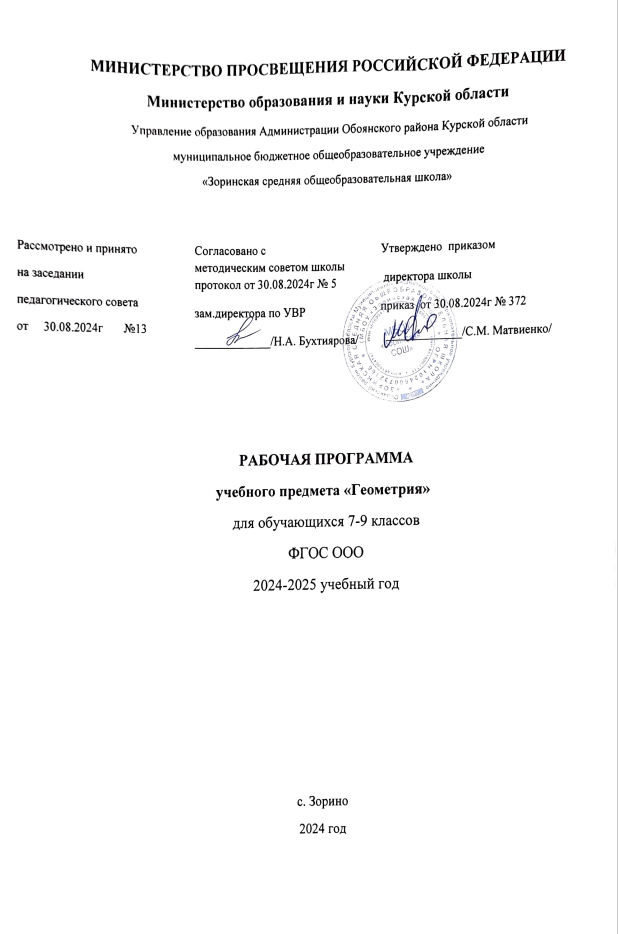 МИНИСТЕРСТВО ПРОСВЕЩЕНИЯ РОССИЙСКОЙ ФЕДЕРАЦИИ
Министерство образования и науки Курской области
Управление образования Администрации Обоянского района Курской области
муниципальное бюджетное общеобразовательное учреждение
«Зоринская средняя общеобразовательная школа»
Рассмотрено и принято
на заседании
педагогического совета
от 30.08.2024г №13
Согласовано с
методическим советом школы
протокол от 30.08.2024г № 5
зам.директора по УВР
/Н.А. Бухтиярова/
Утверждено приказом
директора школы
приказ от 30.08.2024г № 372
/С.М. Матвиенко/
СОШ»
РАБОЧАЯ ПРОГРАММА
учебного предмета «Геометрия»
для обучающихся 7-9 классов
ФГОС ООО
2024-2025 учебный год
с. Зорино
2024 год